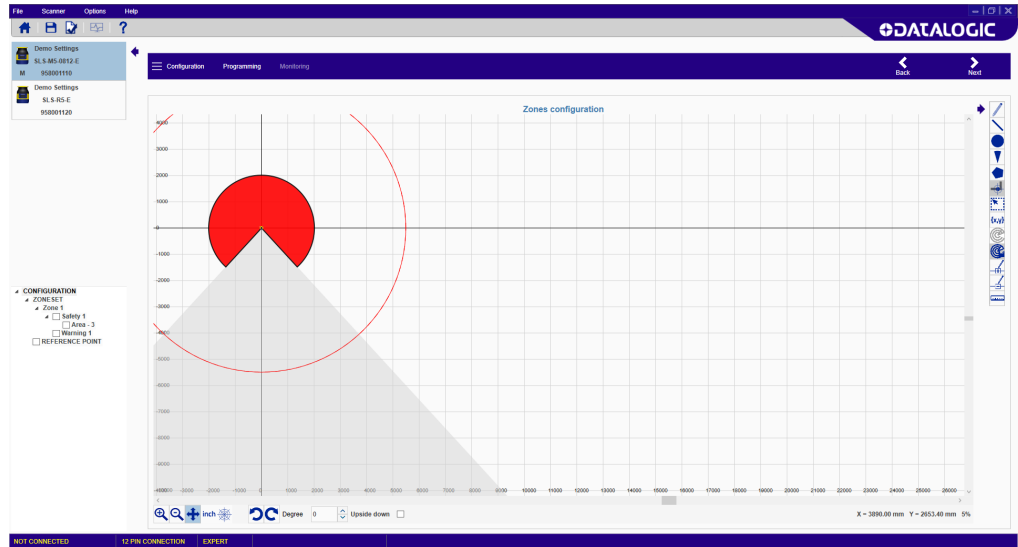 File Scanner Options Help
?
DATALOGIC
Demo Settings
SLS-M5-0812-E
M 958001110
Demo Settings
SLS-R5-E
958001120
Configuration Programming Monitoring Back Next
Zones configuration
4000
3000
2000
1000
0
-1000
-2000
-3000
-4000
-5000
-6000
-7000
-8000
-9000
-3000 -2000 -1000 0 1000 2000 3000 4000 5000 6000 7000 8000 9000 10000 11000 12000 13000 14000 15000 16000 17000 18000 19000 20000 21000 22000 23000 24000 25000 26000
{x,y}
CONFIGURATION
ZONESET
Zone 1
Safety 1
Area - 3
Warning 1
REFERENCE POINT
inch Degree 0 Upside down X = 3890.00 mm Y = 2653.40 mm 5%
NOT CONNECTED 12 PIN CONNECTION EXPERT